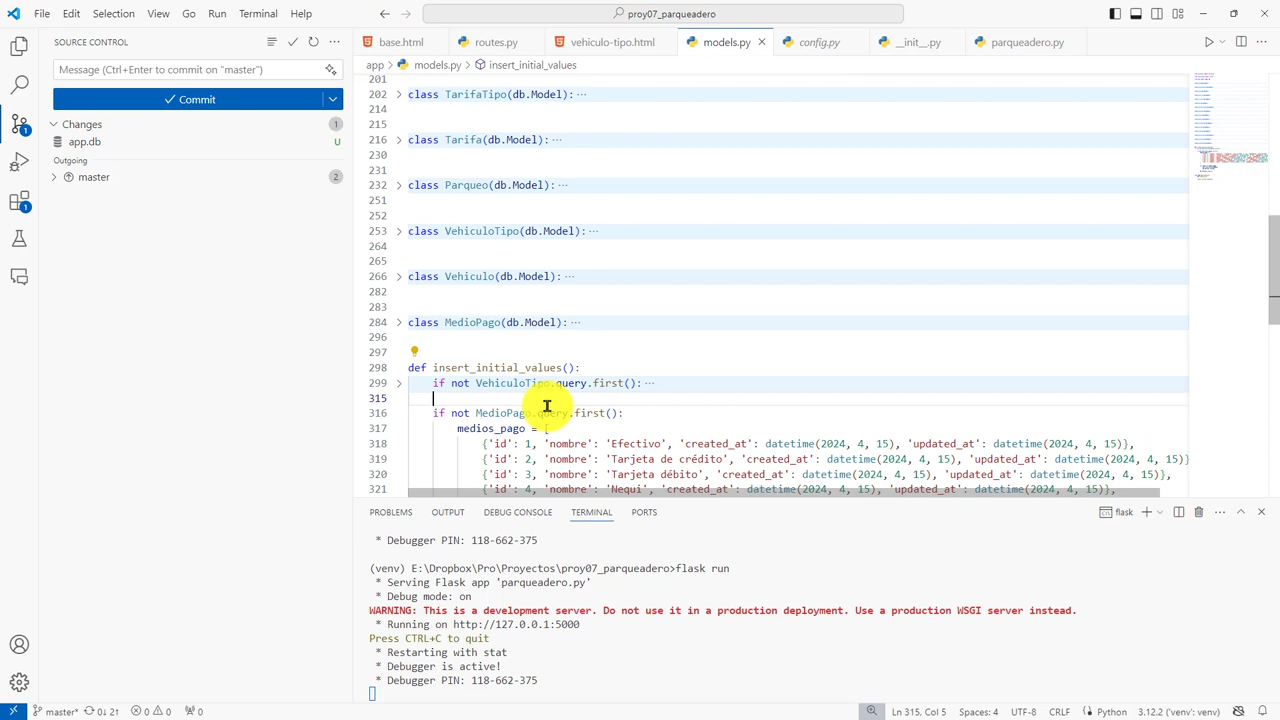 File Edit Selection View Go Run Terminal Help
proy07_parqueadero
SOURCE CONTROL
Message (Ctrl+Enter to commit on "master")
Commit
Changes
app.db
Outgoing
master 2
1
1
base.html routes.py vehiculo-tipo.html models.py config.py __init__.py parqueadero.py
app > models.py > insert_initial_values
201
202 class TarifaT (db.Model): ···
214
215
216 class Tarifa(db.Model): ···
230
231
232 class Parqueo(db.Model): ···
251
252
253 class VehiculoTipo(db.Model): ···
264
265
266 class Vehiculo(db.Model): ···
282
283
284 class MedioPago(db.Model): ···
296
297
298 def insert_initial_values():
299 if not VehiculoTipo.query.first(): ···
315
316 if not MedioPago.query.first():
317 medios_pago = [
318 {'id': 1, 'nombre': 'Efectivo', 'created_at': datetime(2024, 4, 15), 'updated_at': datetime(2024, 4, 15)},
319 {'id': 2, 'nombre': 'Tarjeta de crédito', 'created_at': datetime(2024, 4, 15), 'updated_at': datetime(2024, 4, 15)}
320 {'id': 3, 'nombre': 'Tarjeta débito', 'created_at': datetime(2024, 4, 15), 'updated_at': datetime(2024, 4, 15)},
321 {'id': 4, 'nombre': 'Nequi', 'created_at': datetime(2024, 4, 15), 'updated_at': datetime(2024, 4, 15)},
PROBLEMS OUTPUT DEBUG CONSOLE TERMINAL PORTS
flask
* Debugger PIN: 118-662-375
(venv) E:\Dropbox\Pro\Proyectos\proy07_parqueadero>flask run
* Serving Flask app 'parqueadero.py'
* Debug mode: on
WARNING: This is a development server. Do not use it in a production deployment. Use a production WSGI server instead.
* Running on http://127.0.0.1:5000
Press CTRL+C to quit
* Restarting with stat
* Debugger is active!
* Debugger PIN: 118-662-375
master* 0↓ 2↑ 0 0 0
Ln 315, Col 5 Spaces: 4 UTF-8 CRLF Python 3.12.2 ('venv': venv)